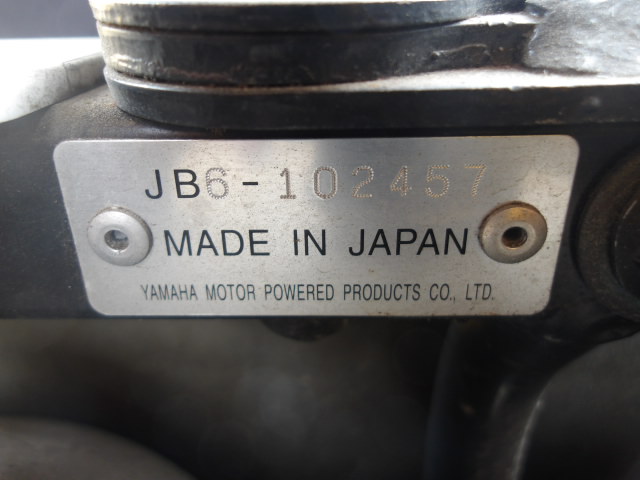 JB6-102457
MADE IN JAPAN
YAMAHA MOTOR POWERED PRODUCTS CO., LTD.